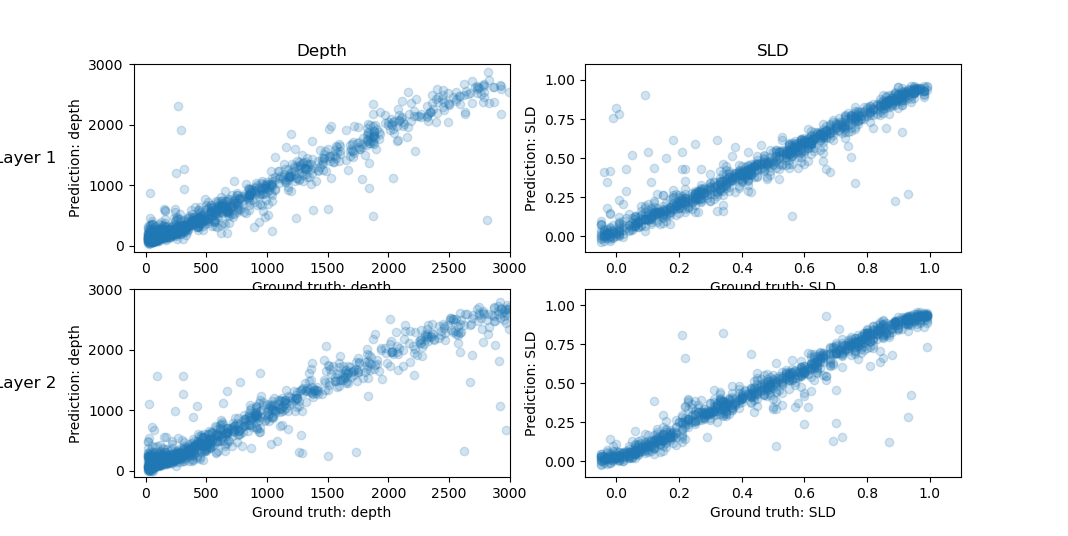 Depth
SLD
Layer 1
Prediction: depth
3000
2000
1000
0
0 500 1000 1500 2000 2500 3000
Ground truth: depth
Prediction: SLD
1.00
0.75
0.50
0.25
0.00
0.0 0.2 0.4 0.6 0.8 1.0
Ground truth: SLD
Layer 2
Prediction: depth
3000
2000
1000
0
0 500 1000 1500 2000 2500 3000
Ground truth: depth
Prediction: SLD
1.00
0.75
0.50
0.25
0.00
0.0 0.2 0.4 0.6 0.8 1.0
Ground truth: SLD